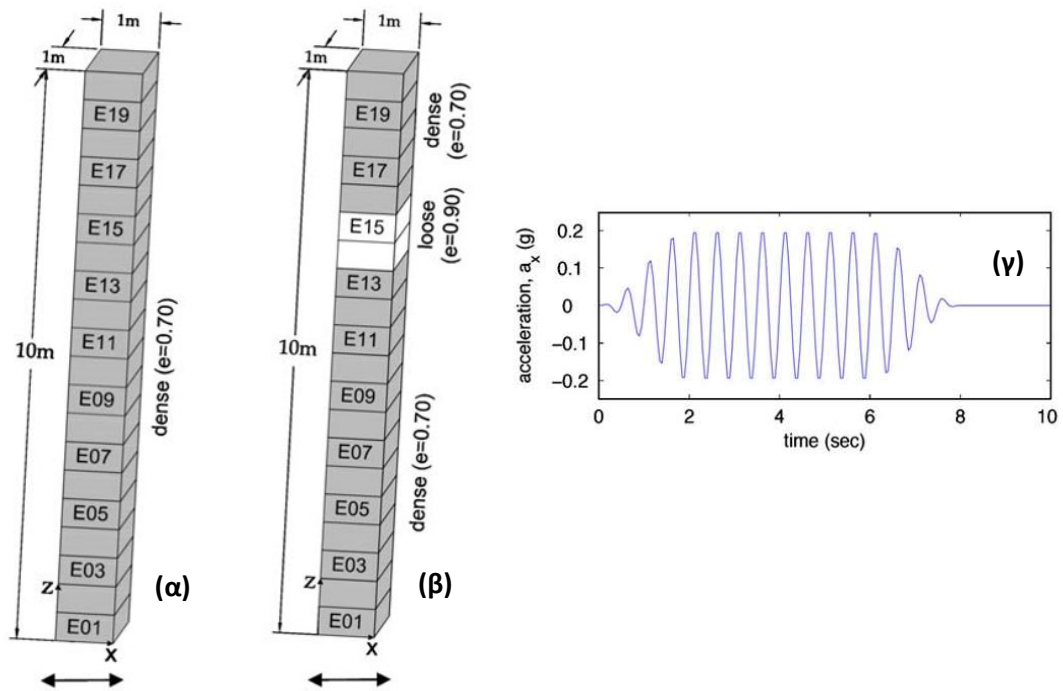 1m
1m
10m
E19
E17
E15
E13
E11
E09
E07
E05
E03
E01
dense (e=0.70)
Z
X
(α)
1m
1m
10m
E19
E17
E15
E13
E11
E09
E07
E05
E03
E01
dense
(e=0.70)
loose
(e=0.90)
dense (e=0.70)
Z
X
(β)
acceleration, aₓ (g)
0.2
0.1
0
−0.1
−0.2
0 2 4 6 8 10
time (sec)
(γ)